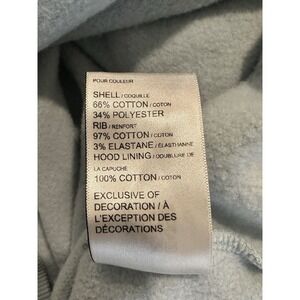 POUR COULEUR
SHELL / COQUILLE
66% COTTON / COTON
34% POLYESTER
RIB / RENFORT
97% COTTON / COTON
3% ELASTANE / ELASTHANNE
HOOD LINING / DOUBLURE DE
LA CAPUCHE
100% COTTON / COTON
EXCLUSIVE OF
DECORATION / À
L'EXCEPTION DES
DÉCORATIONS